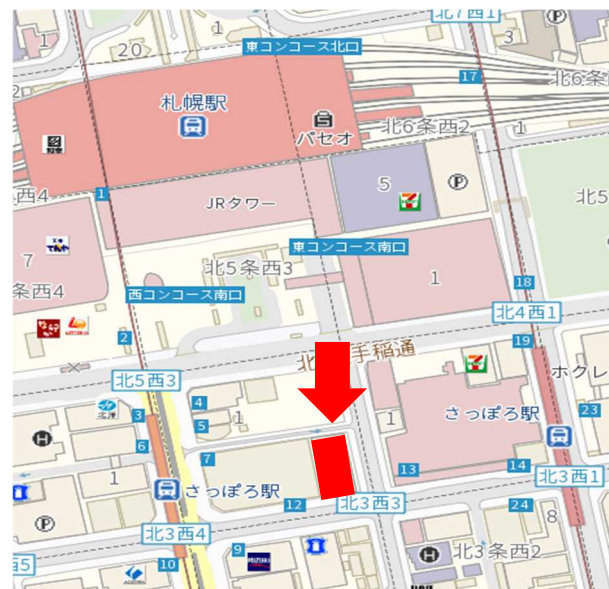 北7西1
1
20
1
東コンコース北口
3
P
17
北6条
札幌駅
2
パセオ
北6条西2
1
西4
1
5
P
北5
JRタワー
7
東コンコース南口
北5条西3
1
条西4
西コンコース南口
18
北4西1
2
手稲通
19
北
北5西3
ホクレ
さっぽろ駅
北洋
3
4
5
1
1
23
H
6
7
13
14
北3西1
1
さっぽろ駅
12
北3西3
24
P
北3西4
8
西5
10
9
H
北3条西2